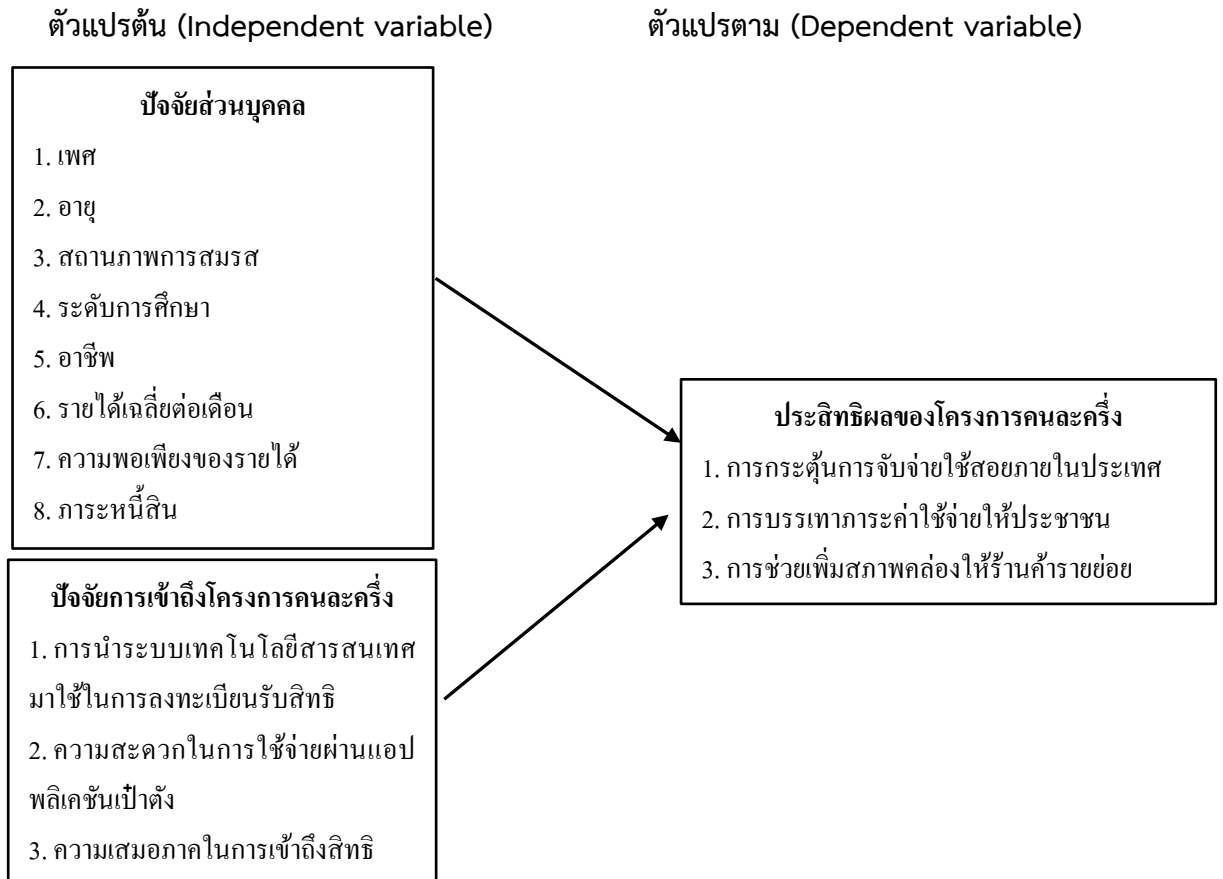 ตัวแปรต้น (Independent variable)
ตัวแปรตาม (Dependent variable)
ปัจจัยส่วนบุคคล
1. เพศ
2. อายุ
3. สถานภาพการสมรส
4. ระดับการศึกษา
5. อาชีพ
6. รายได้เฉลี่ยต่อเดือน
7. ความพอเพียงของรายได้
8. ภาระหนี้สิน
ปัจจัยการเข้าถึงโครงการคนละครึ่ง
1. การนำระบบเทคโนโลยีสารสนเทศ
มาใช้ในการลงทะเบียนรับสิทธิ
2. ความสะดวกในการใช้จ่ายผ่านแอป
พลิเคชันเป๋าตัง
3. ความเสมอภาคในการเข้าถึงสิทธิ
ประสิทธิผลของโครงการคนละครึ่ง
1. การกระตุ้นการจับจ่ายใช้สอยภายในประเทศ
2. การบรรเทาภาระค่าใช้จ่ายให้ประชาชน
3. การช่วยเพิ่มสภาพคล่องให้ร้านค้ารายย่อย